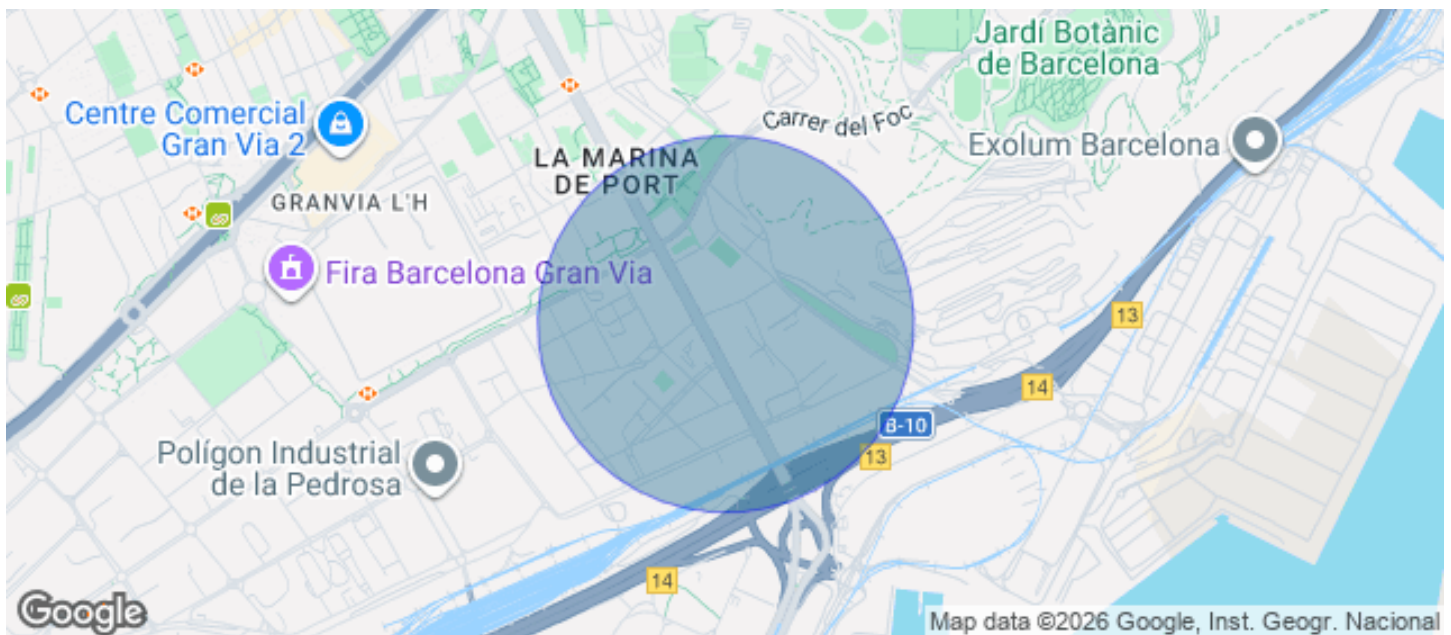 Jardí Botànic
de Barcelona
Carrer del Foc
Centre Comercial
Gran Via 2
Exolum Barcelona
LA MARINA
DE PORT
GRANVIA L'H
Fira Barcelona Gran Via
13
14
B-10
13
Polígon Industrial
de la Pedrosa
14
Google
Map data ©2026 Google, Inst. Geogr. Nacional